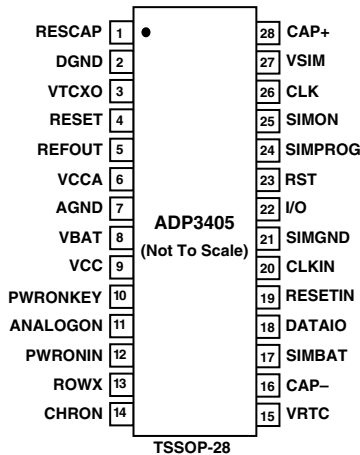 RESCAP 1 28 CAP+
DGND 2 27 VSIM
VTCXO 3 26 CLK
RESET 4 25 SIMON
REFOUT 5 24 SIMPROG
VCCA 6 23 RST
AGND 7 22 I/O
ADP3405
VBAT 8 21 SIMGND
(Not To Scale)
VCC 9 20 CLKIN
PWRONKEY 10 19 RESETIN
ANALOGON 11 18 DATAIO
PWRONIN 12 17 SIMBAT
ROWX 13 16 CAP–
CHRON 14 15 VRTC
TSSOP-28